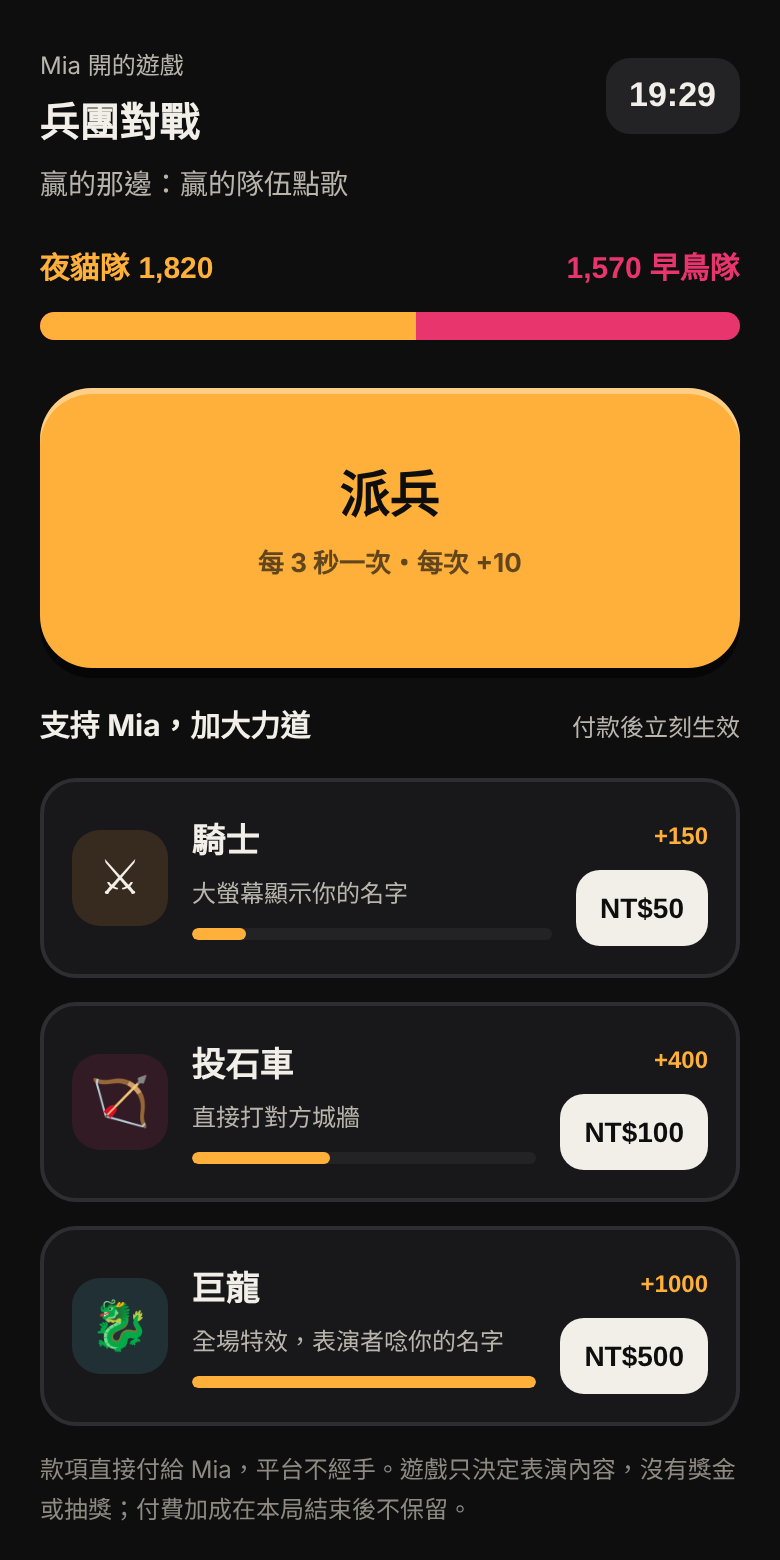 Mia 開的遊戲
19:29
兵團對戰
贏的那邊：贏的隊伍點歌
夜貓隊 1,820
1,570 早鳥隊
派兵
每 3 秒一次・每次 +10
支持 Mia，加大力道
付款後立刻生效
騎士
+150
大螢幕顯示你的名字
NT$50
投石車
+400
直接打對方城牆
NT$100
巨龍
+1000
全場特效，表演者唸你的名字
NT$500
款項直接付給 Mia，平台不經手。遊戲只決定表演內容，沒有獎金
或抽獎；付費加成在本局結束後不保留。